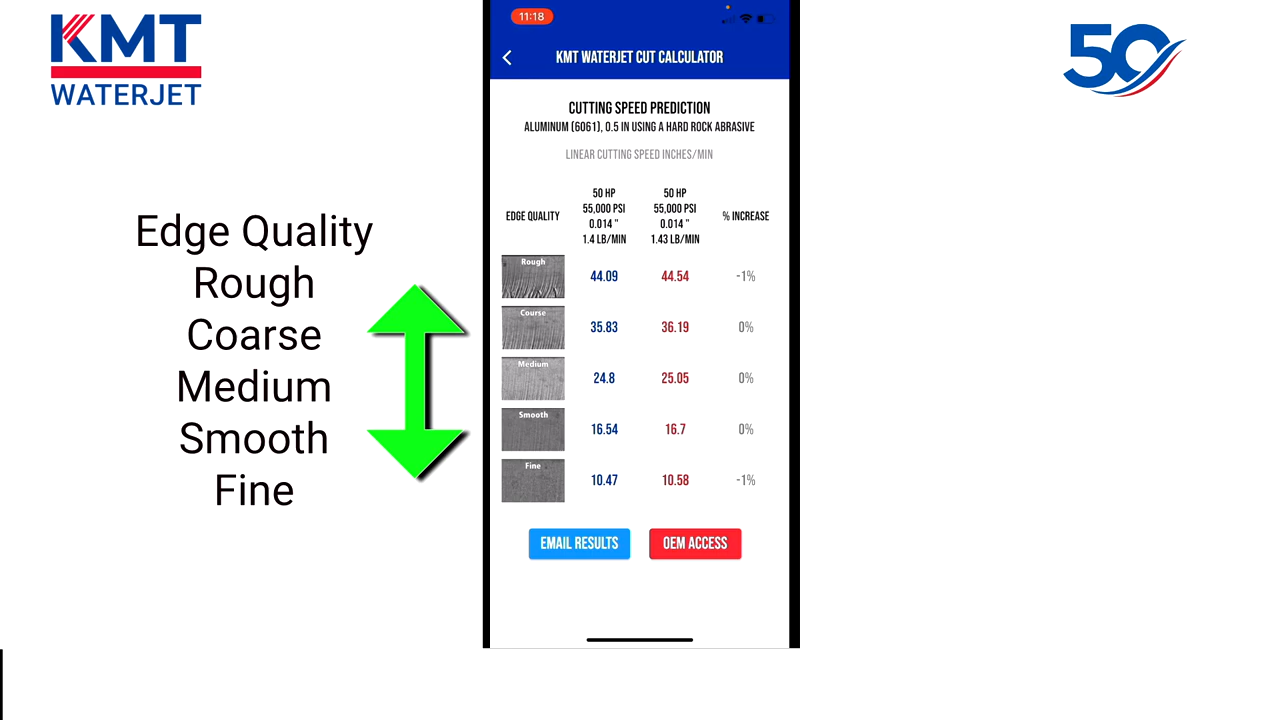 KMT
WATERJET
50
Edge Quality
Rough
Coarse
Medium
Smooth
Fine
11:18
KMT WATERJET CUT CALCULATOR
CUTTING SPEED PREDICTION
ALUMINUM (6061), 0.5 IN USING A HARD ROCK ABRASIVE
LINEAR CUTTING SPEED INCHES/MIN
EDGE QUALITY
50 HP
55,000 PSI
0.014 "
1.4 LB/MIN
50 HP
55,000 PSI
0.014 "
1.43 LB/MIN
% INCREASE
Rough 44.09 44.54 -1%
Course 35.83 36.19 0%
Medium 24.8 25.05 0%
Smooth 16.54 16.7 0%
Fine 10.47 10.58 -1%
EMAIL RESULTS OEM ACCESS